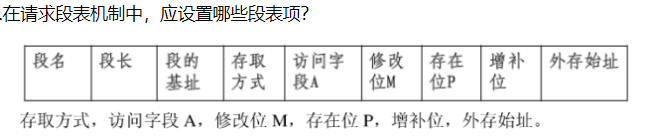 .在请求段表机制中，应设置哪些段表项？
段名 段长 段的基址 存取方式 访问字段A 修改位M 存在位P 增补位 外存始址
存取方式，访问字段 A，修改位 M，存在位 P，增补位，外存始址。